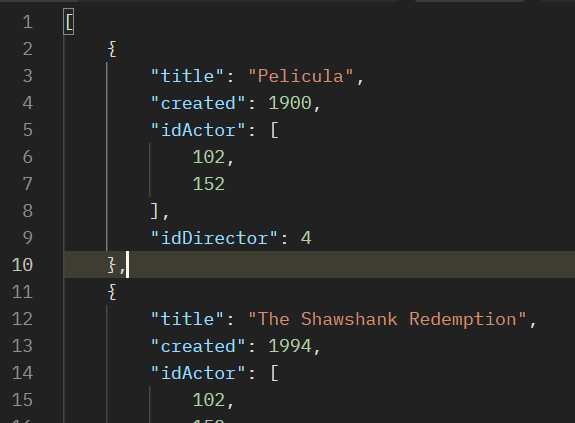 1 [
2 {
3 "title": "Pelicula",
4 "created": 1900,
5 "idActor": [
6 102,
7 152
8 ],
9 "idDirector": 4
10 },
11 {
12 "title": "The Shawshank Redemption",
13 "created": 1994,
14 "idActor": [
15 102,